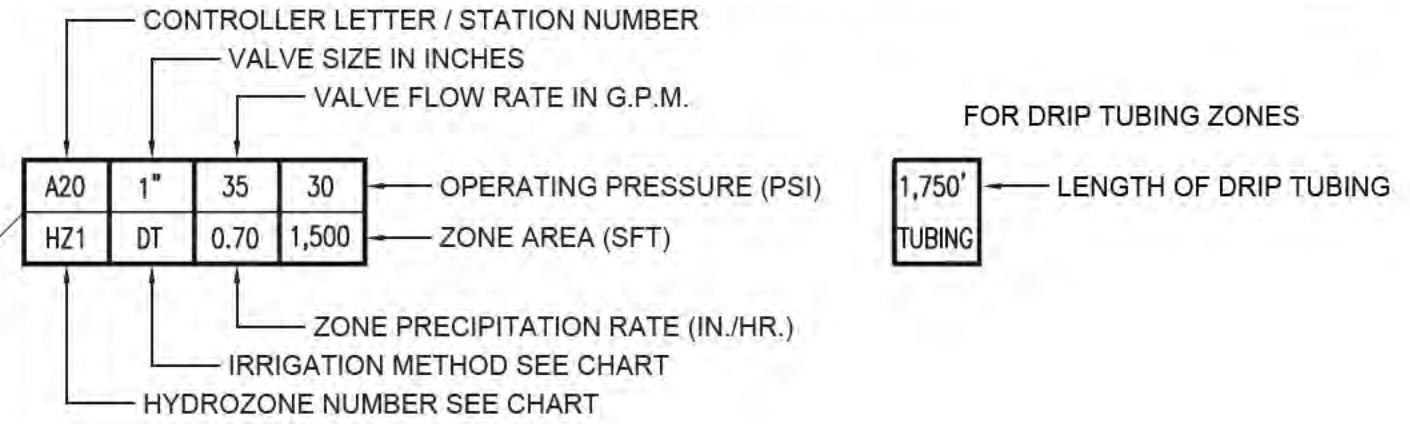 CONTROLLER LETTER / STATION NUMBER
VALVE SIZE IN INCHES
VALVE FLOW RATE IN G.P.M.
A20 1" 35 30 OPERATING PRESSURE (PSI)
HZ1 DT 0.70 1,500 ZONE AREA (SFT)
ZONE PRECIPITATION RATE (IN./HR.)
IRRIGATION METHOD SEE CHART
HYDROZONE NUMBER SEE CHART
FOR DRIP TUBING ZONES
1,750' LENGTH OF DRIP TUBING
TUBING